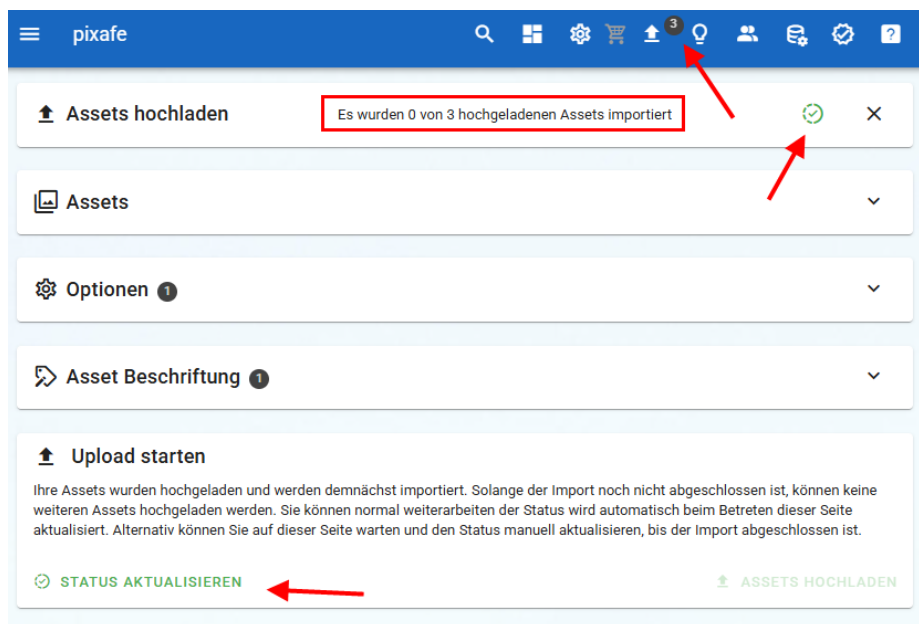 pixafe
3
?
Assets hochladen
Es wurden 0 von 3 hochgeladenen Assets importiert
Assets
Optionen 1
Asset Beschriftung 1
Upload starten
Ihre Assets wurden hochgeladen und werden demnächst importiert. Solange der Import noch nicht abgeschlossen ist, können keine
weiteren Assets hochgeladen werden. Sie können normal weiterarbeiten der Status wird automatisch beim Betreten dieser Seite
aktualisiert. Alternativ können Sie auf dieser Seite warten und den Status manuell aktualisieren, bis der Import abgeschlossen ist.
STATUS AKTUALISIEREN
ASSETS HOCHLADEN